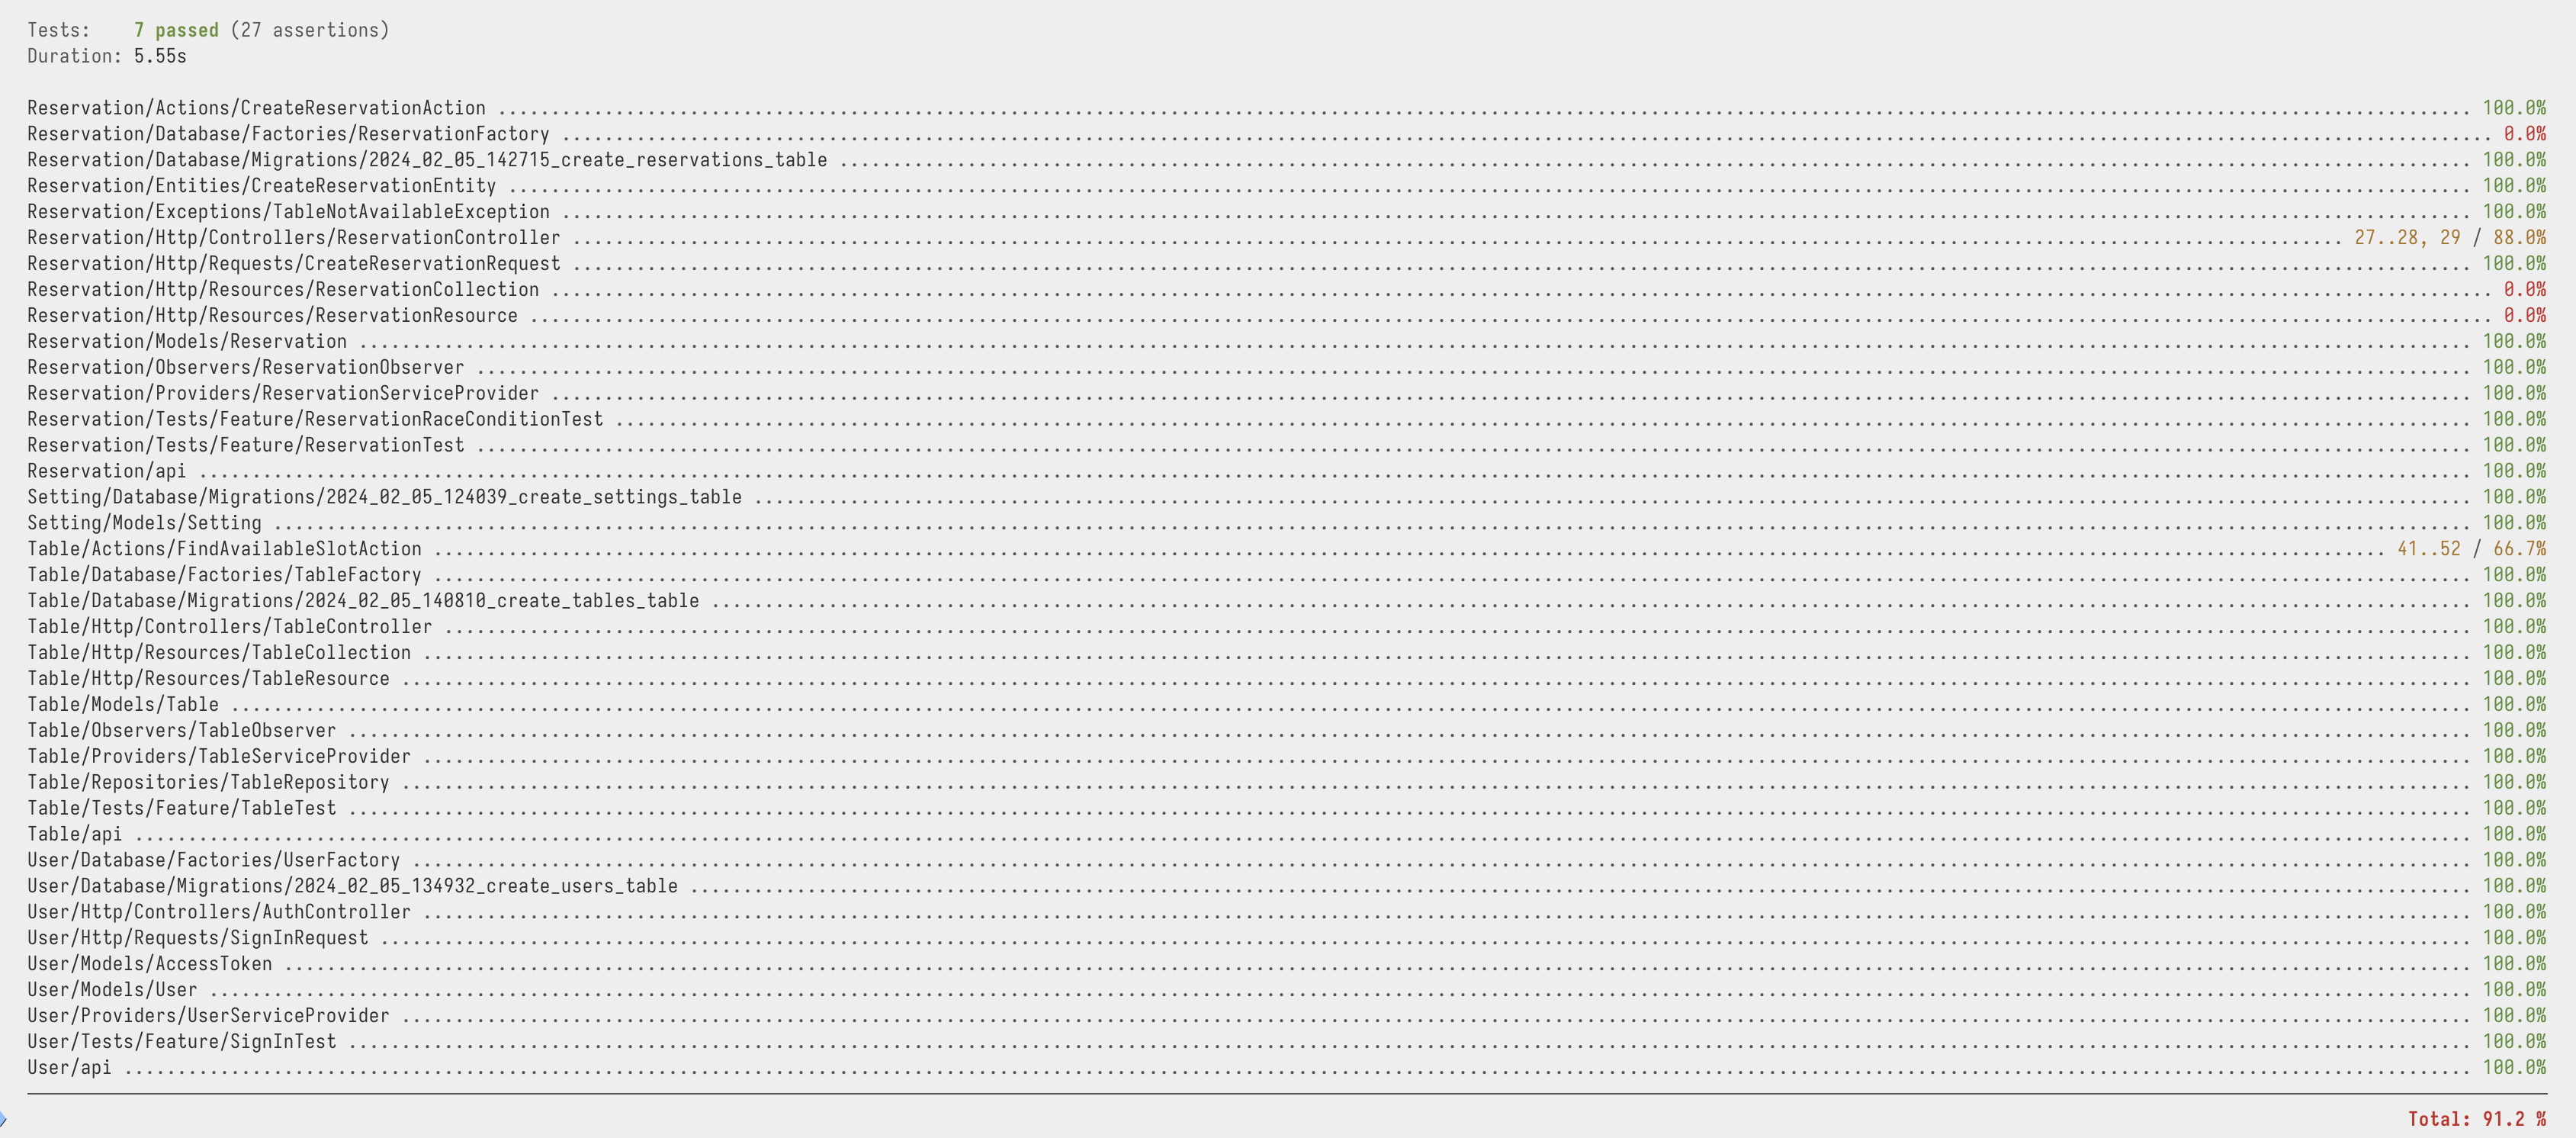 Tests: 7 passed (27 assertions)
Duration: 5.55s
Reservation/Actions/CreateReservationAction ........ 100.0%
Reservation/Database/Factories/ReservationFactory ........ 0.0%
Reservation/Database/Migrations/2024_02_05_142715_create_reservations_table ........ 100.0%
Reservation/Entities/CreateReservationEntity ........ 100.0%
Reservation/Exceptions/TableNotAvailableException ........ 100.0%
Reservation/Http/Controllers/ReservationController ........ 27..28, 29 / 88.0%
Reservation/Http/Requests/CreateReservationRequest ........ 100.0%
Reservation/Http/Resources/ReservationCollection ........ 0.0%
Reservation/Http/Resources/ReservationResource ........ 0.0%
Reservation/Models/Reservation ........ 100.0%
Reservation/Observers/ReservationObserver ........ 100.0%
Reservation/Providers/ReservationServiceProvider ........ 100.0%
Reservation/Tests/Feature/ReservationRaceConditionTest ........ 100.0%
Reservation/Tests/Feature/ReservationTest ........ 100.0%
Reservation/api ........ 100.0%
Setting/Database/Migrations/2024_02_05_124039_create_settings_table ........ 100.0%
Setting/Models/Setting ........ 100.0%
Table/Actions/FindAvailableSlotAction ........ 41..52 / 66.7%
Table/Database/Factories/TableFactory ........ 100.0%
Table/Database/Migrations/2024_02_05_140810_create_tables_table ........ 100.0%
Table/Http/Controllers/TableController ........ 100.0%
Table/Http/Resources/TableCollection ........ 100.0%
Table/Http/Resources/TableResource ........ 100.0%
Table/Models/Table ........ 100.0%
Table/Observers/TableObserver ........ 100.0%
Table/Providers/TableServiceProvider ........ 100.0%
Table/Repositories/TableRepository ........ 100.0%
Table/Tests/Feature/TableTest ........ 100.0%
Table/api ........ 100.0%
User/Database/Factories/UserFactory ........ 100.0%
User/Database/Migrations/2024_02_05_134932_create_users_table ........ 100.0%
User/Http/Controllers/AuthController ........ 100.0%
User/Http/Requests/SignInRequest ........ 100.0%
User/Models/AccessToken ........ 100.0%
User/Models/User ........ 100.0%
User/Providers/UserServiceProvider ........ 100.0%
User/Tests/Feature/SignInTest ........ 100.0%
User/api ........ 100.0%
Total: 91.2 %